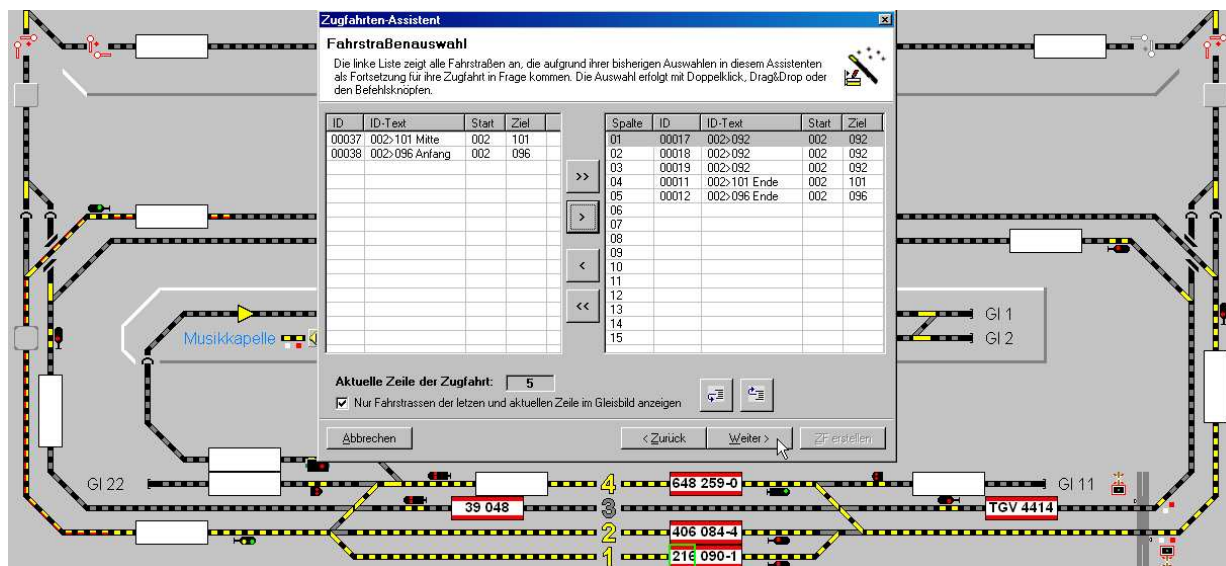 Zugfahrten-Assistent
Fahrstraßenauswahl
Die linke Liste zeigt alle Fahrstraßen an, die aufgrund ihrer bisherigen Auswahlen in diesem Assistenten
als Fortsetzung für ihre Zugfahrt in Frage kommen. Die Auswahl erfolgt mit Doppelklick, Drag&Drop oder
den Befehlsknöpfen.
ID ID-Text Start Ziel
00037 002>101 Mitte 002 101
00038 002>096 Anfang 002 096
>>
>
<
<<
Spalte ID ID-Text Start Ziel
01 00017 002>092 002 092
02 00018 002>092 002 092
03 00019 002>092 002 092
04 00011 002>101 Ende 002 101
05 00012 002>096 Ende 002 096
06
07
08
09
10
11
12
13
14
15
Musikkapelle
Gl 1
Gl 2
Aktuelle Zeile der Zugfahrt: 5
Nur Fahrstrassen der letzen und aktuellen Zeile im Gleisbild anzeigen
Abbrechen
< Zurück
Weiter >
ZF erstellen
Gl 22
4
648 259-0
Gl 11
39 048
3
TGV 4414
2
406 084-4
1
216 090-1